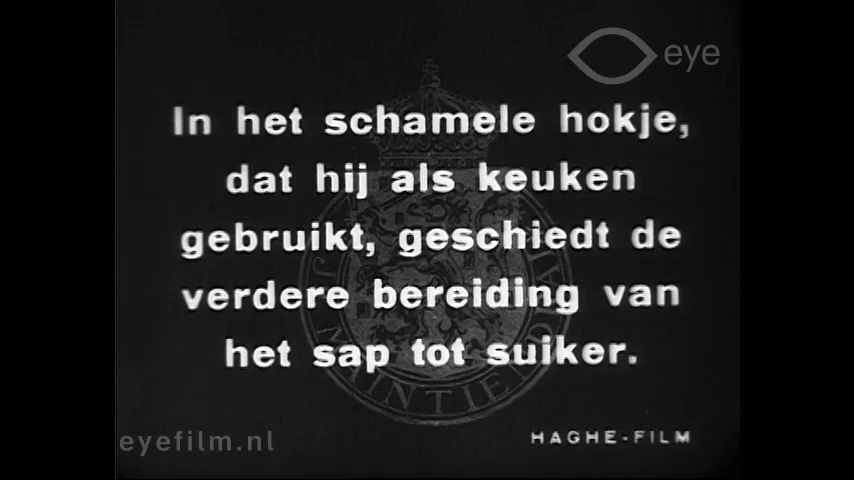 eye
In het schamele hokje,
dat hij als keuken
gebruikt, geschiedt de
verdere bereiding van
het sap tot suiker.
HAGHE-FILM
eyefilm.nl